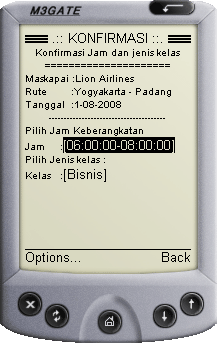 M3GATE
.:: KONFIRMASI ::.
Konfirmasi Jam dan jenis kelas
=====================
Maskapai :Lion Airlines
Rute :Yogyakarta - Padang
Tanggal :1-08-2008
----------------------------------------
Pilih Jam Keberangkatan
Jam :[06:00:00-08:00:00]
Pilih Jenis kelas :
Kelas :[Bisnis]
Options... Back